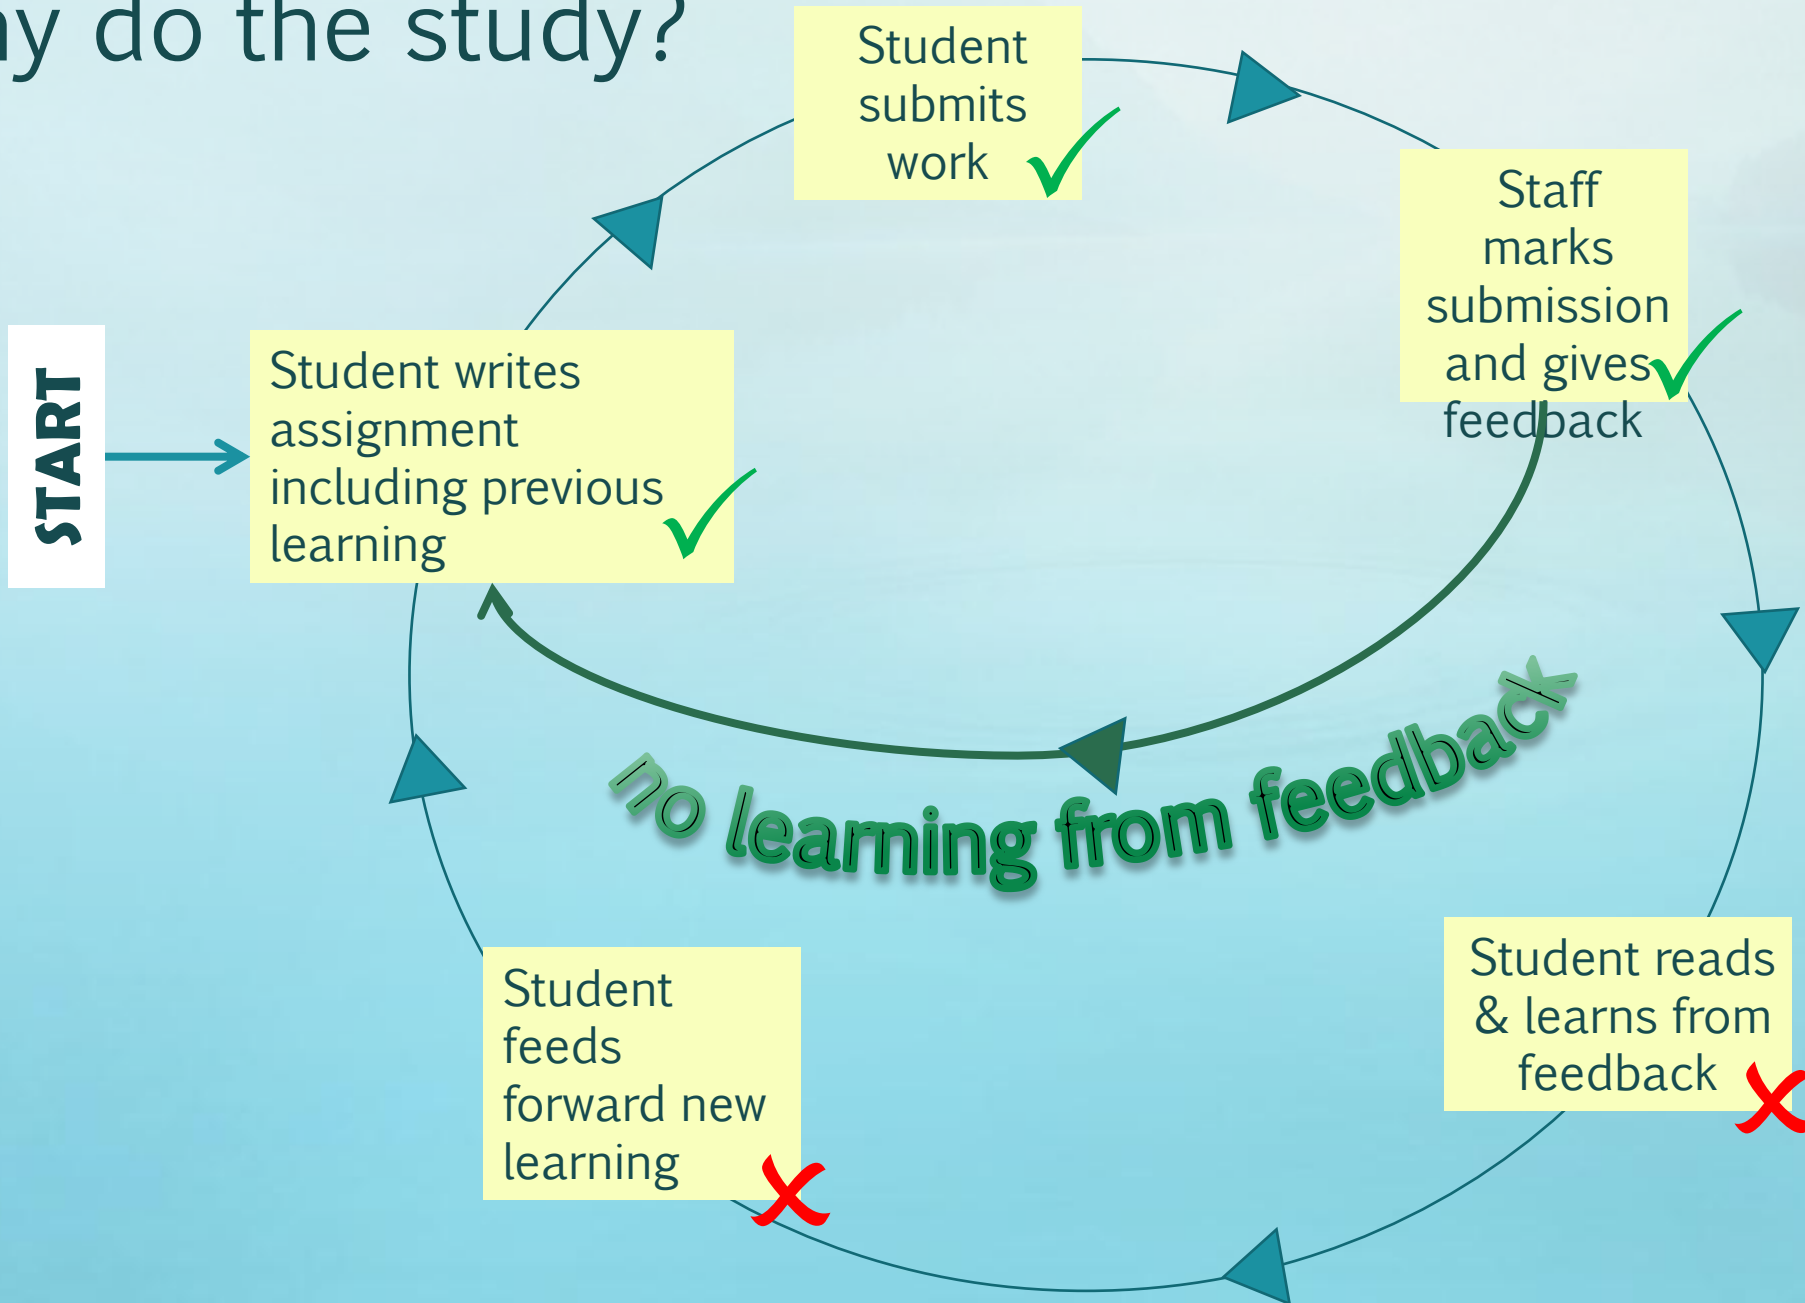 do the study?
Student
submits
work
Staff
marks
submission
and gives
feedback
START
Student writes
assignment
including previous
learning
no learning from feedback
Student reads
& learns from
feedback
Student
feeds
forward new
learning